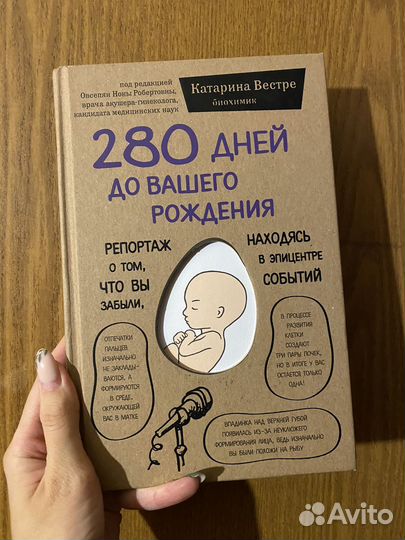 под редакцией
Овсепян Ноны Робертовны,
врача акушера-гинеколога,
кандидата медицинских наук
Катарина Вестре
биохимик
280 ДНЕЙ
ДО ВАШЕГО
РОЖДЕНИЯ
РЕПОРТАЖ
О ТОМ,
ЧТО ВЫ
ЗАБЫЛИ,
НАХОДЯСЬ
В ЭПИЦЕНТРЕ
СОБЫТИЙ
ОТПЕЧАТКИ
ПАЛЬЦЕВ
ИЗНАЧАЛЬНО
НЕ ЗАКЛАДЫ-
ВАЮТСЯ, А
ФОРМИРУЮТСЯ
В СРЕДЕ,
ОКРУЖАЮЩЕЙ
ВАС В МАТКЕ
В ПРОЦЕССЕ
РАЗВИТИЯ
КЛЕТКИ
СОЗДАЮТ
ТРИ ПАРЫ ПОЧЕК,
НО В ИТОГЕ У ВАС
ОСТАЕТСЯ ТОЛЬКО
ОДНА!
ВПАДИНКА НАД ВЕРХНЕЙ ГУБОЙ
ПОЯВИЛАСЬ ИЗ-ЗА НЕУКЛЮЖЕГО
ФОРМИРОВАНИЯ ЛИЦА, ВЕДЬ ИЗНАЧАЛЬНО
ВЫ БЫЛИ ПОХОЖИ НА РЫБУ
Avito